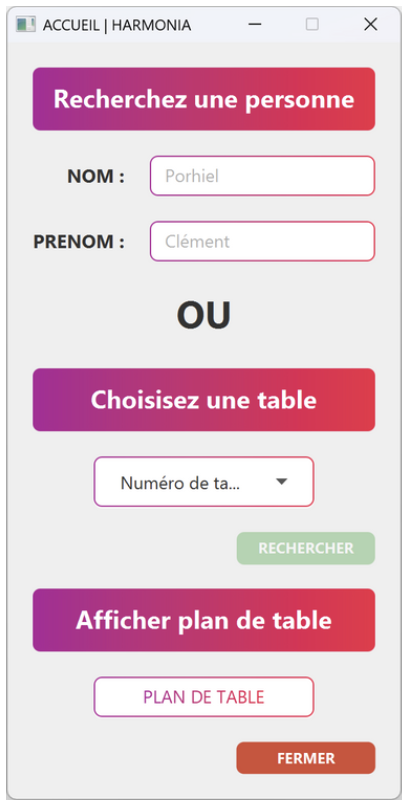 ACCUEIL | HARMONIA
Recherchez une personne
NOM : Porhiel
PRENOM : Clément
OU
Choisisez une table
Numéro de ta...
RECHERCHER
Afficher plan de table
PLAN DE TABLE
FERMER